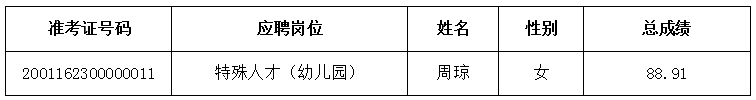 准考证号码 应聘岗位 姓名 性别 总成绩
2001162300000011 特殊人才（幼儿园） 周琼 女 88.91